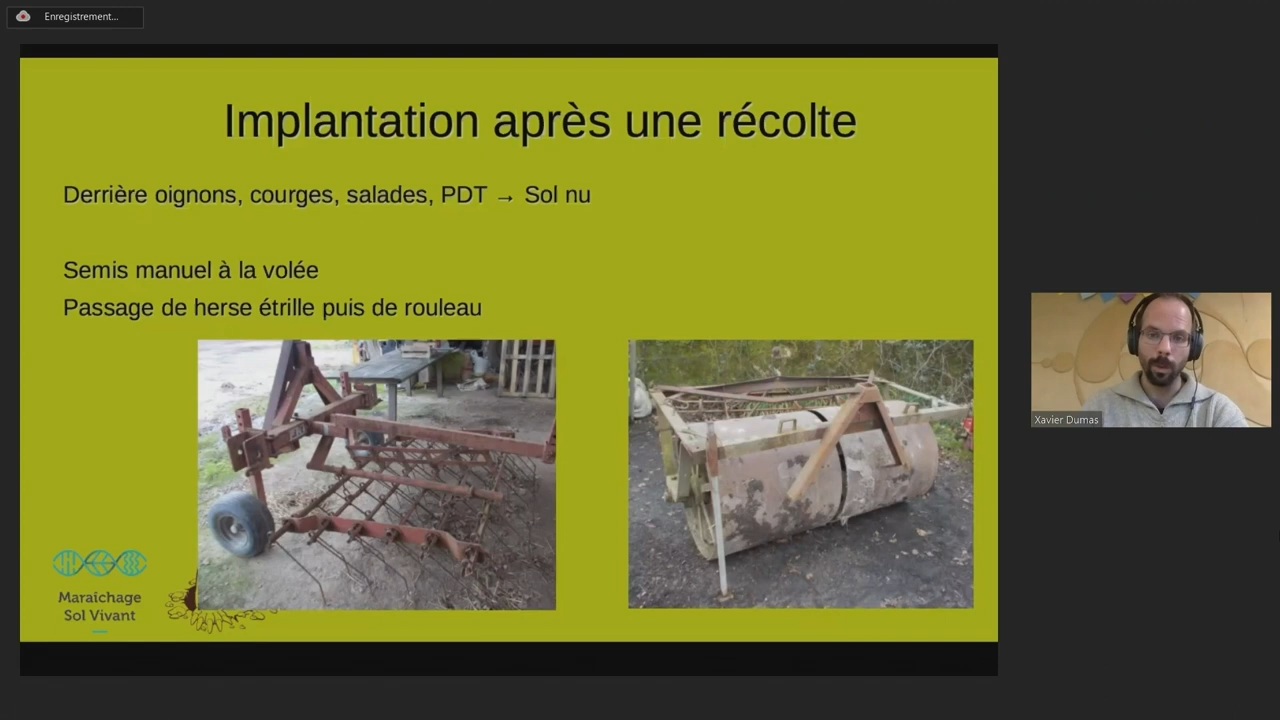 Enregistrement...
Implantation après une récolte
Derrière oignons, courges, salades, PDT → Sol nu
Semis manuel à la volée
Passage de herse étrille puis de rouleau
Maraîchage
Sol Vivant
Xavier Dumas